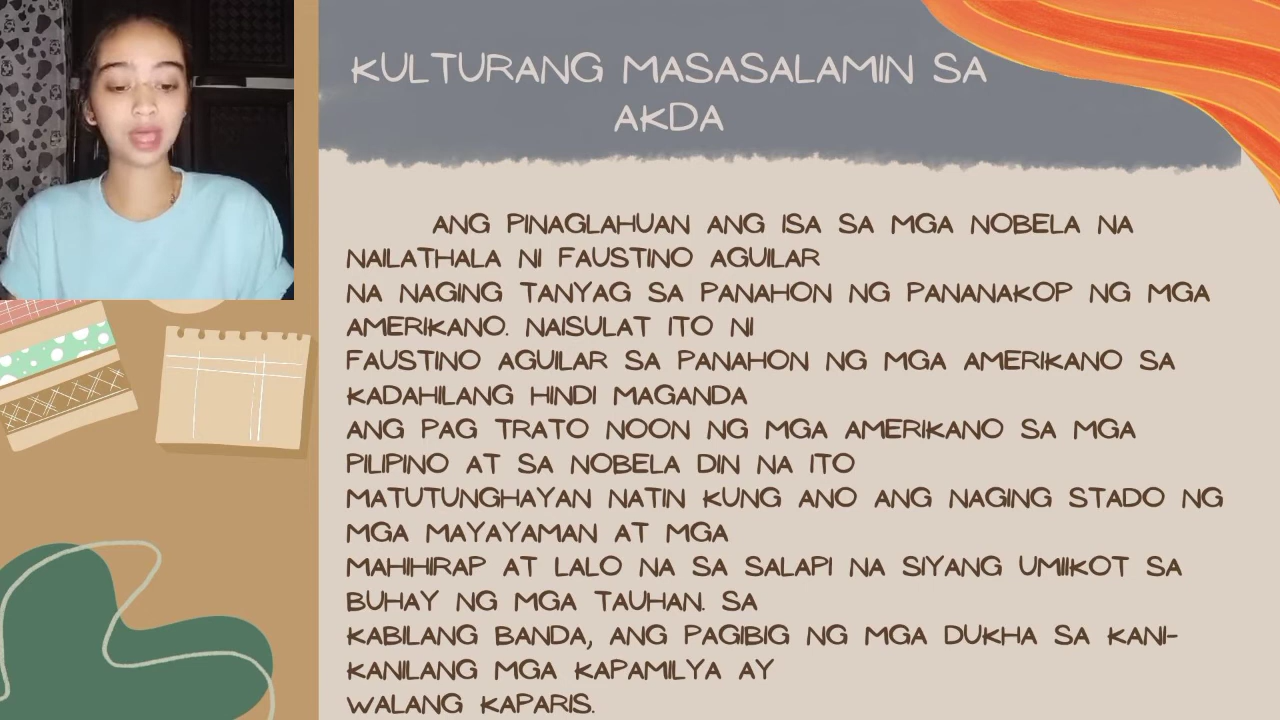 KULTURANG MASASALAMIN SA
AKDA
ANG PINAGLAHUAN ANG ISA SA MGA NOBELA NA
NAILATHALA NI FAUSTINO AGUILAR
NA NAGING TANYAG SA PANAHON NG PANANAKOP NG MGA
AMERIKANO. NAISULAT ITO NI
FAUSTINO AGUILAR SA PANAHON NG MGA AMERIKANO SA
KADAHILANG HINDI MAGANDA
ANG PAG TRATO NOON NG MGA AMERIKANO SA MGA
PILIPINO AT SA NOBELA DIN NA ITO
MATUTUNGHAYAN NATIN KUNG ANO ANG NAGING STADO NG
MGA MAYAYAMAN AT MGA
MAHIHIRAP AT LALO NA SA SALAPI NA SIYANG UMIIKOT SA
BUHAY NG MGA TAUHAN. SA
KABILANG BANDA, ANG PAGIBIG NG MGA DUKHA SA KANI-
KANILANG MGA KAPAMILYA AY
WALANG KAPARIS.